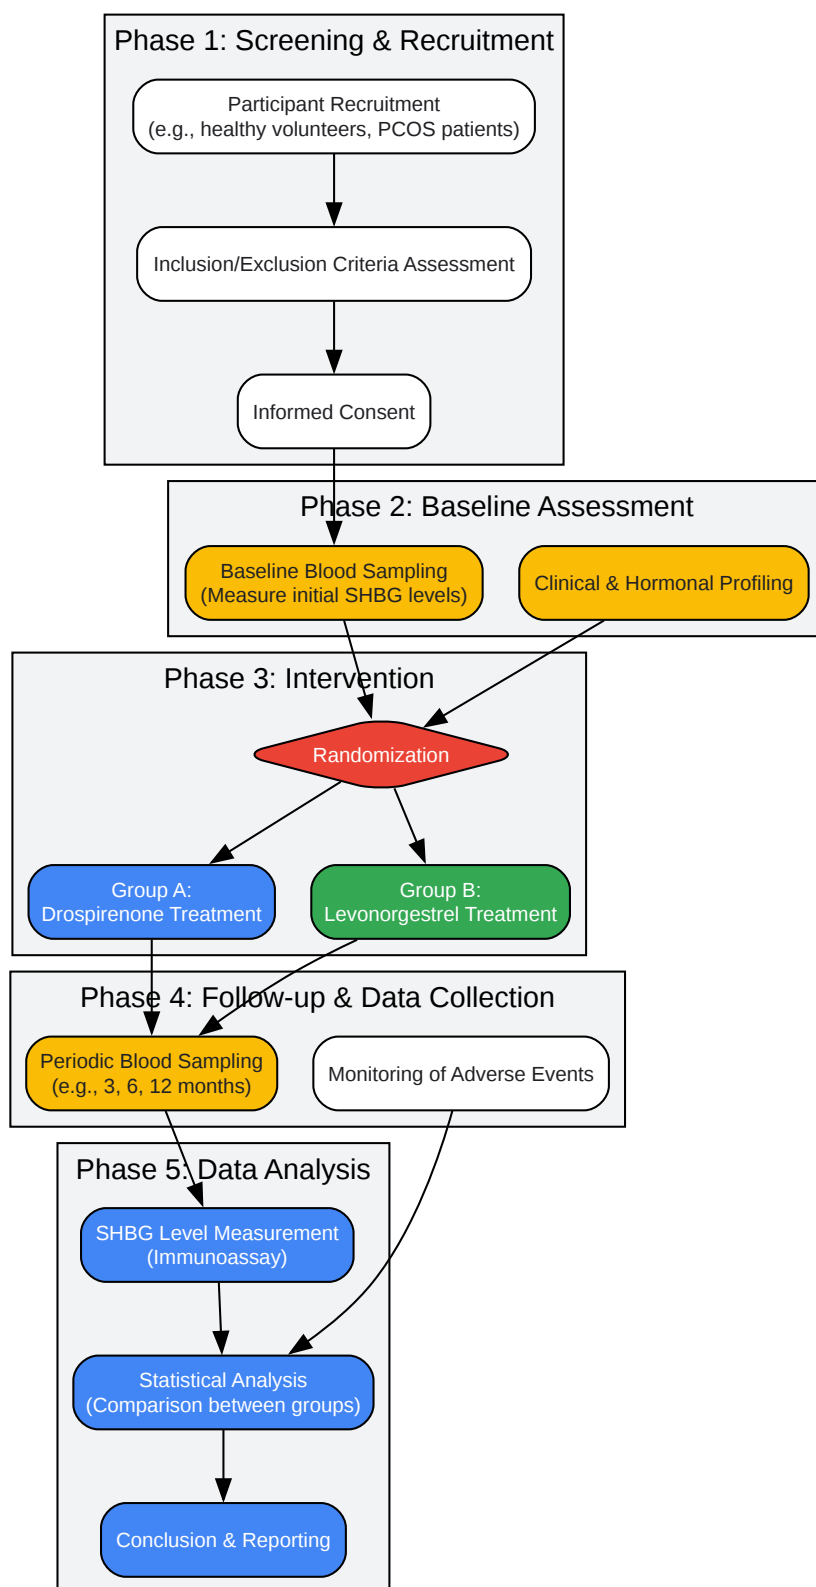 Phase 1: Screening & Recruitment
Participant Recruitment
(e.g., healthy volunteers, PCOS patients)
Inclusion/Exclusion Criteria Assessment
Informed Consent
Phase 2: Baseline Assessment
Baseline Blood Sampling
(Measure initial SHBG levels)
Clinical & Hormonal Profiling
Phase 3: Intervention
Randomization
Group A:
Drospirenone Treatment
Group B:
Levonorgestrel Treatment
Phase 4: Follow-up & Data Collection
Periodic Blood Sampling
(e.g., 3, 6, 12 months)
Monitoring of Adverse Events
Phase 5: Data Analysis
SHBG Level Measurement
(Immunoassay)
Statistical Analysis
(Comparison between groups)
Conclusion & Reporting